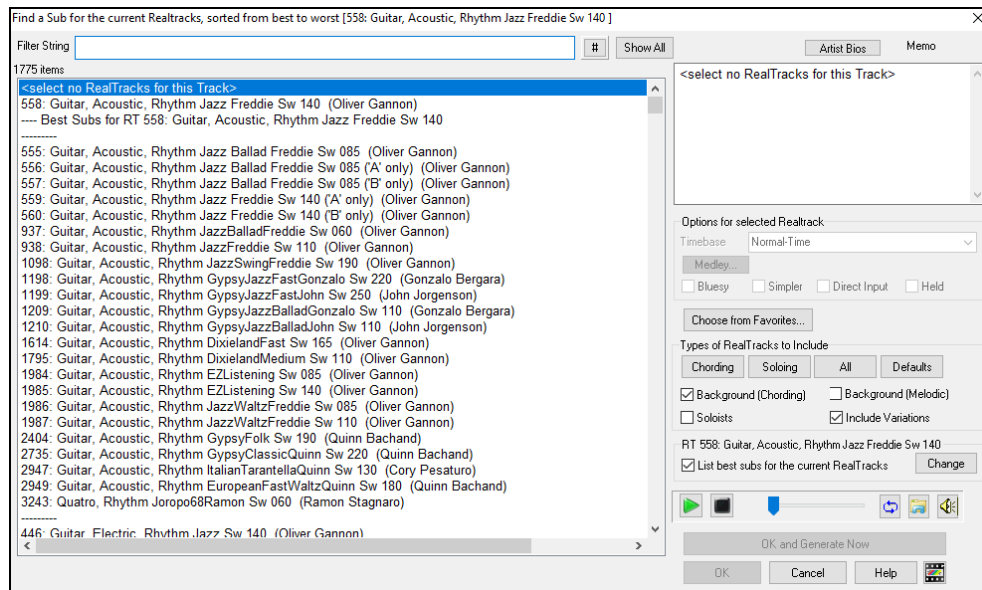 Find a Sub for the current Realtracks, sorted from best to worst [558: Guitar, Acoustic, Rhythm Jazz Freddie Sw 140 ]
Filter String
#
Show All
Artist Bios
Memo
1775 items
<select no RealTracks for this Track>
558: Guitar, Acoustic, Rhythm Jazz Freddie Sw 140 (Oliver Gannon)
---- Best Subs for RT 558: Guitar, Acoustic, Rhythm Jazz Freddie Sw 140
---------
555: Guitar, Acoustic, Rhythm Jazz Ballad Freddie Sw 085 (Oliver Gannon)
556: Guitar, Acoustic, Rhythm Jazz Ballad Freddie Sw 085 ('A' only) (Oliver Gannon)
557: Guitar, Acoustic, Rhythm Jazz Ballad Freddie Sw 085 ('B' only) (Oliver Gannon)
559: Guitar, Acoustic, Rhythm Jazz Freddie Sw 140 ('A' only) (Oliver Gannon)
560: Guitar, Acoustic, Rhythm Jazz Freddie Sw 140 ('B' only) (Oliver Gannon)
937: Guitar, Acoustic, Rhythm JazzBalladFreddie Sw 060 (Oliver Gannon)
938: Guitar, Acoustic, Rhythm JazzFreddie Sw 110 (Oliver Gannon)
1098: Guitar, Acoustic, Rhythm JazzSwingFreddie Sw 190 (Oliver Gannon)
1198: Guitar, Acoustic, Rhythm GypsyJazzFastGonzalo Sw 220 (Gonzalo Bergara)
1199: Guitar, Acoustic, Rhythm GypsyJazzFastJohn Sw 250 (John Jorgenson)
1209: Guitar, Acoustic, Rhythm GypsyJazzBalladGonzalo Sw 110 (Gonzalo Bergara)
1210: Guitar, Acoustic, Rhythm GypsyJazzBalladJohn Sw 110 (John Jorgenson)
1614: Guitar, Acoustic, Rhythm DixielandFast Sw 165 (Oliver Gannon)
1795: Guitar, Acoustic, Rhythm DixielandMedium Sw 110 (Oliver Gannon)
1984: Guitar, Acoustic, Rhythm EZListening Sw 085 (Oliver Gannon)
1985: Guitar, Acoustic, Rhythm EZListening Sw 140 (Oliver Gannon)
1986: Guitar, Acoustic, Rhythm JazzWaltzFreddie Sw 085 (Oliver Gannon)
1987: Guitar, Acoustic, Rhythm JazzWaltzFreddie Sw 110 (Oliver Gannon)
2404: Guitar, Acoustic, Rhythm GypsyFolk Sw 190 (Quinn Bachand)
2735: Guitar, Acoustic, Rhythm GypsyClassicQuinn Sw 220 (Quinn Bachand)
2947: Guitar, Acoustic, Rhythm ItalianTarantellaQuinn Sw 130 (Cory Pesaturo)
2949: Guitar, Acoustic, Rhythm EuropeanFastWaltzQuinn Sw 180 (Quinn Bachand)
3243: Quatro, Rhythm Joropo68Ramon Sw 060 (Ramon Stagnaro)
---------
446: Guitar, Electric, Rhythm Jazz Sw 140 (Oliver Gannon)
<select no RealTracks for this Track>
Options for selected Realtrack
Timebase
Normal-Time
Medley...
Bluesy
Simpler
Direct Input
Held
Choose from Favorites...
Types of RealTracks to Include
Chording
Soloing
All
Defaults
Background (Chording)
Background (Melodic)
Soloists
Include Variations
RT 558: Guitar, Acoustic, Rhythm Jazz Freddie Sw 140
List best subs for the current RealTracks
Change
OK and Generate Now
OK
Cancel
Help